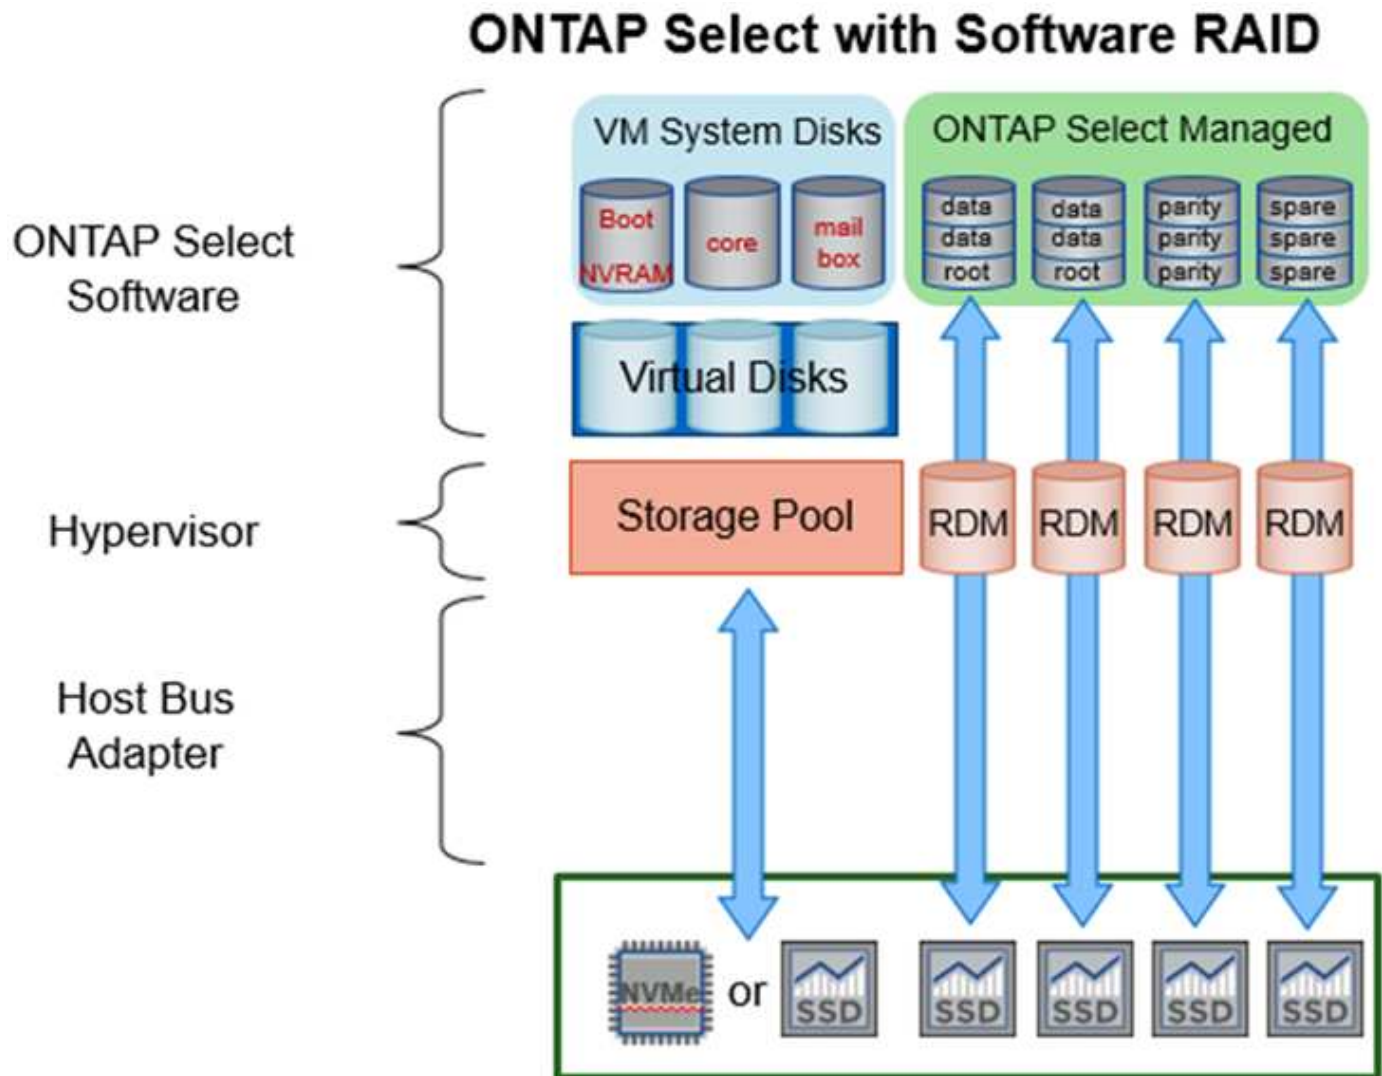 ONTAP Select with Software RAID
ONTAP Select
Software
VM System Disks
Boot
NVRAM
core
mail
box
ONTAP Select Managed
data
data
root
data
data
root
parity
parity
parity
spare
spare
spare
Virtual Disks
Hypervisor
Storage Pool
RDM
RDM
RDM
RDM
Host Bus
Adapter
NVMe
or
SSD
SSD
SSD
SSD
SSD